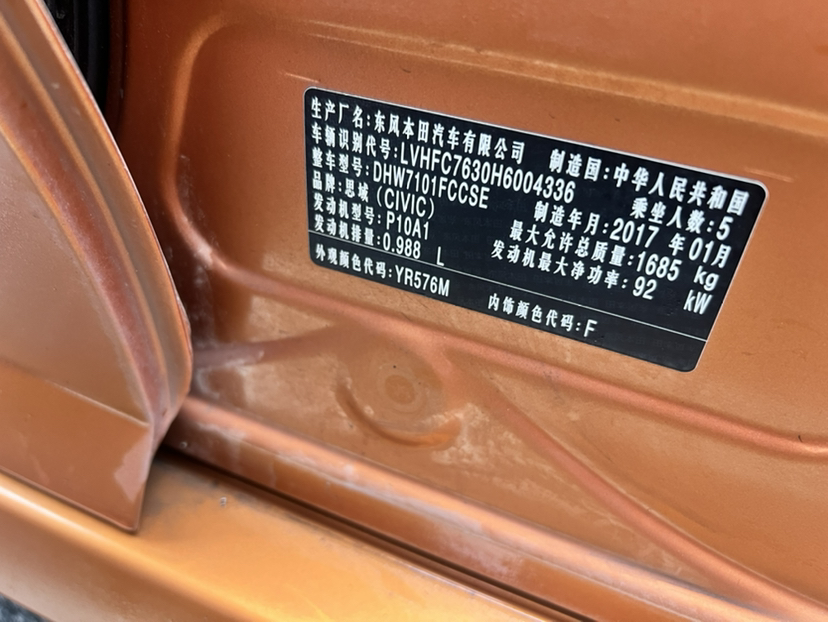 生产厂名:东风本田汽车有限公司 制造国:中华人民共和国
车辆识别代号:LVHFC7630H6004336 乘坐人数:5
整车型号:DHW7101FCCSE 制造年月:2017 年 01月
品牌:思域(CIVIC) 最大允许总质量:1685 kg
发动机型号:P10A1 发动机最大净功率:92 kW
发动机排量:0.988 L
外观颜色代码:YR576M 内饰颜色代码:F